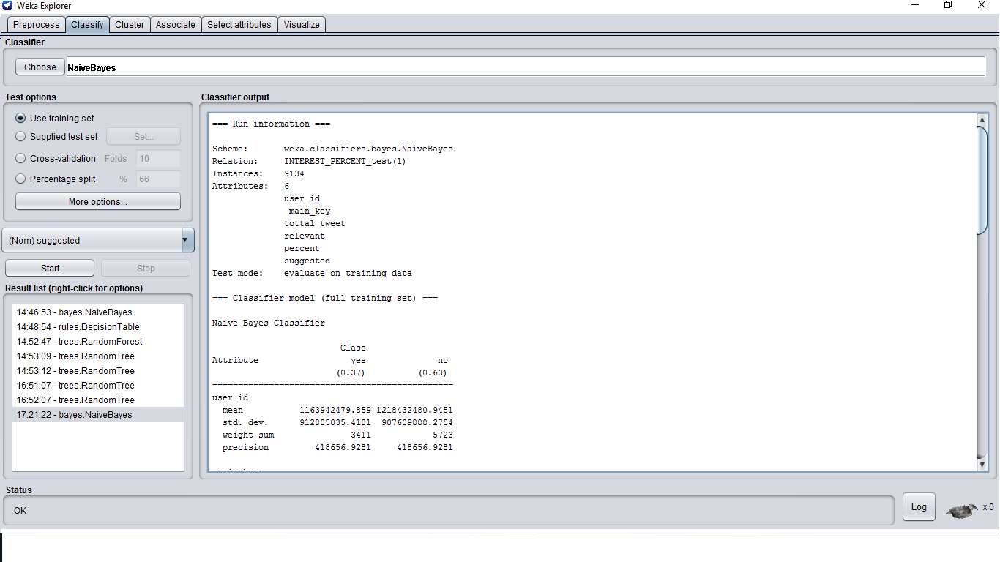 Weka Explorer
Preprocess Classify Cluster Associate Select attributes Visualize
Classifier
Choose NaiveBayes
Test options
Use training set
Supplied test set Set...
Cross-validation Folds 10
Percentage split % 66
More options...
(Nom) suggested
Start Stop
Result list (right-click for options)
14:46:53 - bayes.NaiveBayes
14:48:54 - rules.DecisionTable
14:52:47 - trees.RandomForest
14:53:09 - trees.RandomTree
14:53:12 - trees.RandomTree
16:51:07 - trees.RandomTree
16:52:07 - trees.RandomTree
17:21:22 - bayes.NaiveBayes
Classifier output
=== Run information ===
Scheme: weka.classifiers.bayes.NaiveBayes
Relation: INTEREST_PERCENT_test(1)
Instances: 9134
Attributes: 6
user_id
main_key
tottal_tweet
relevant
percent
suggested
Test mode: evaluate on training data
=== Classifier model (full training set) ===
Naive Bayes Classifier
Class
Attribute yes no
(0.37) (0.63)
===============================================
user_id
mean 1163942479.859 1218432480.9451
std. dev. 912885035.4181 907609888.2754
weight sum 3411 5723
precision 418656.9281 418656.9281
main_key
Status
OK
Log x 0